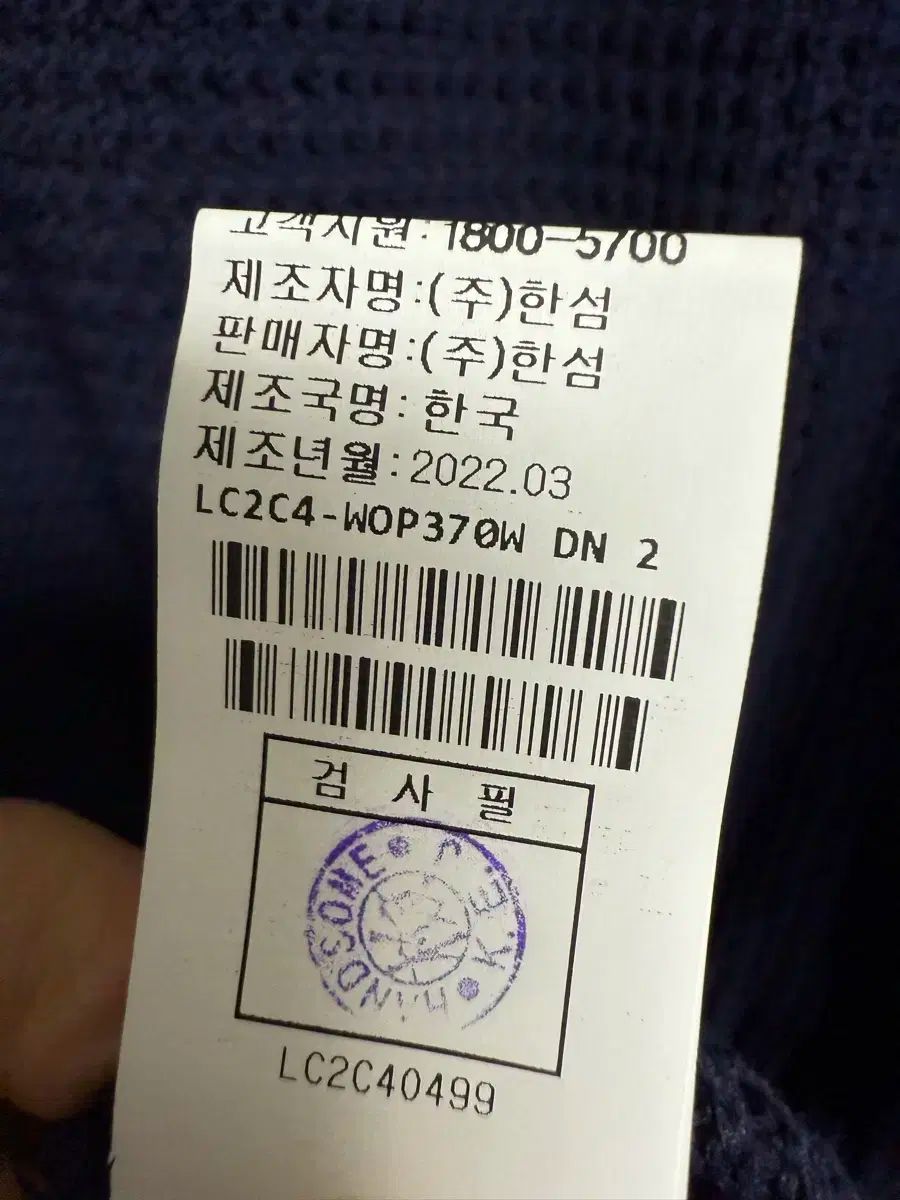 고객지원:1800-5700
제조자명:(주)한섬
판매자명:(주)한섬
제조국명:한국
제조년월:2022.03
LC2C4-WOP370W DN 2
검 사 필
HANDSOME
LC2C40499